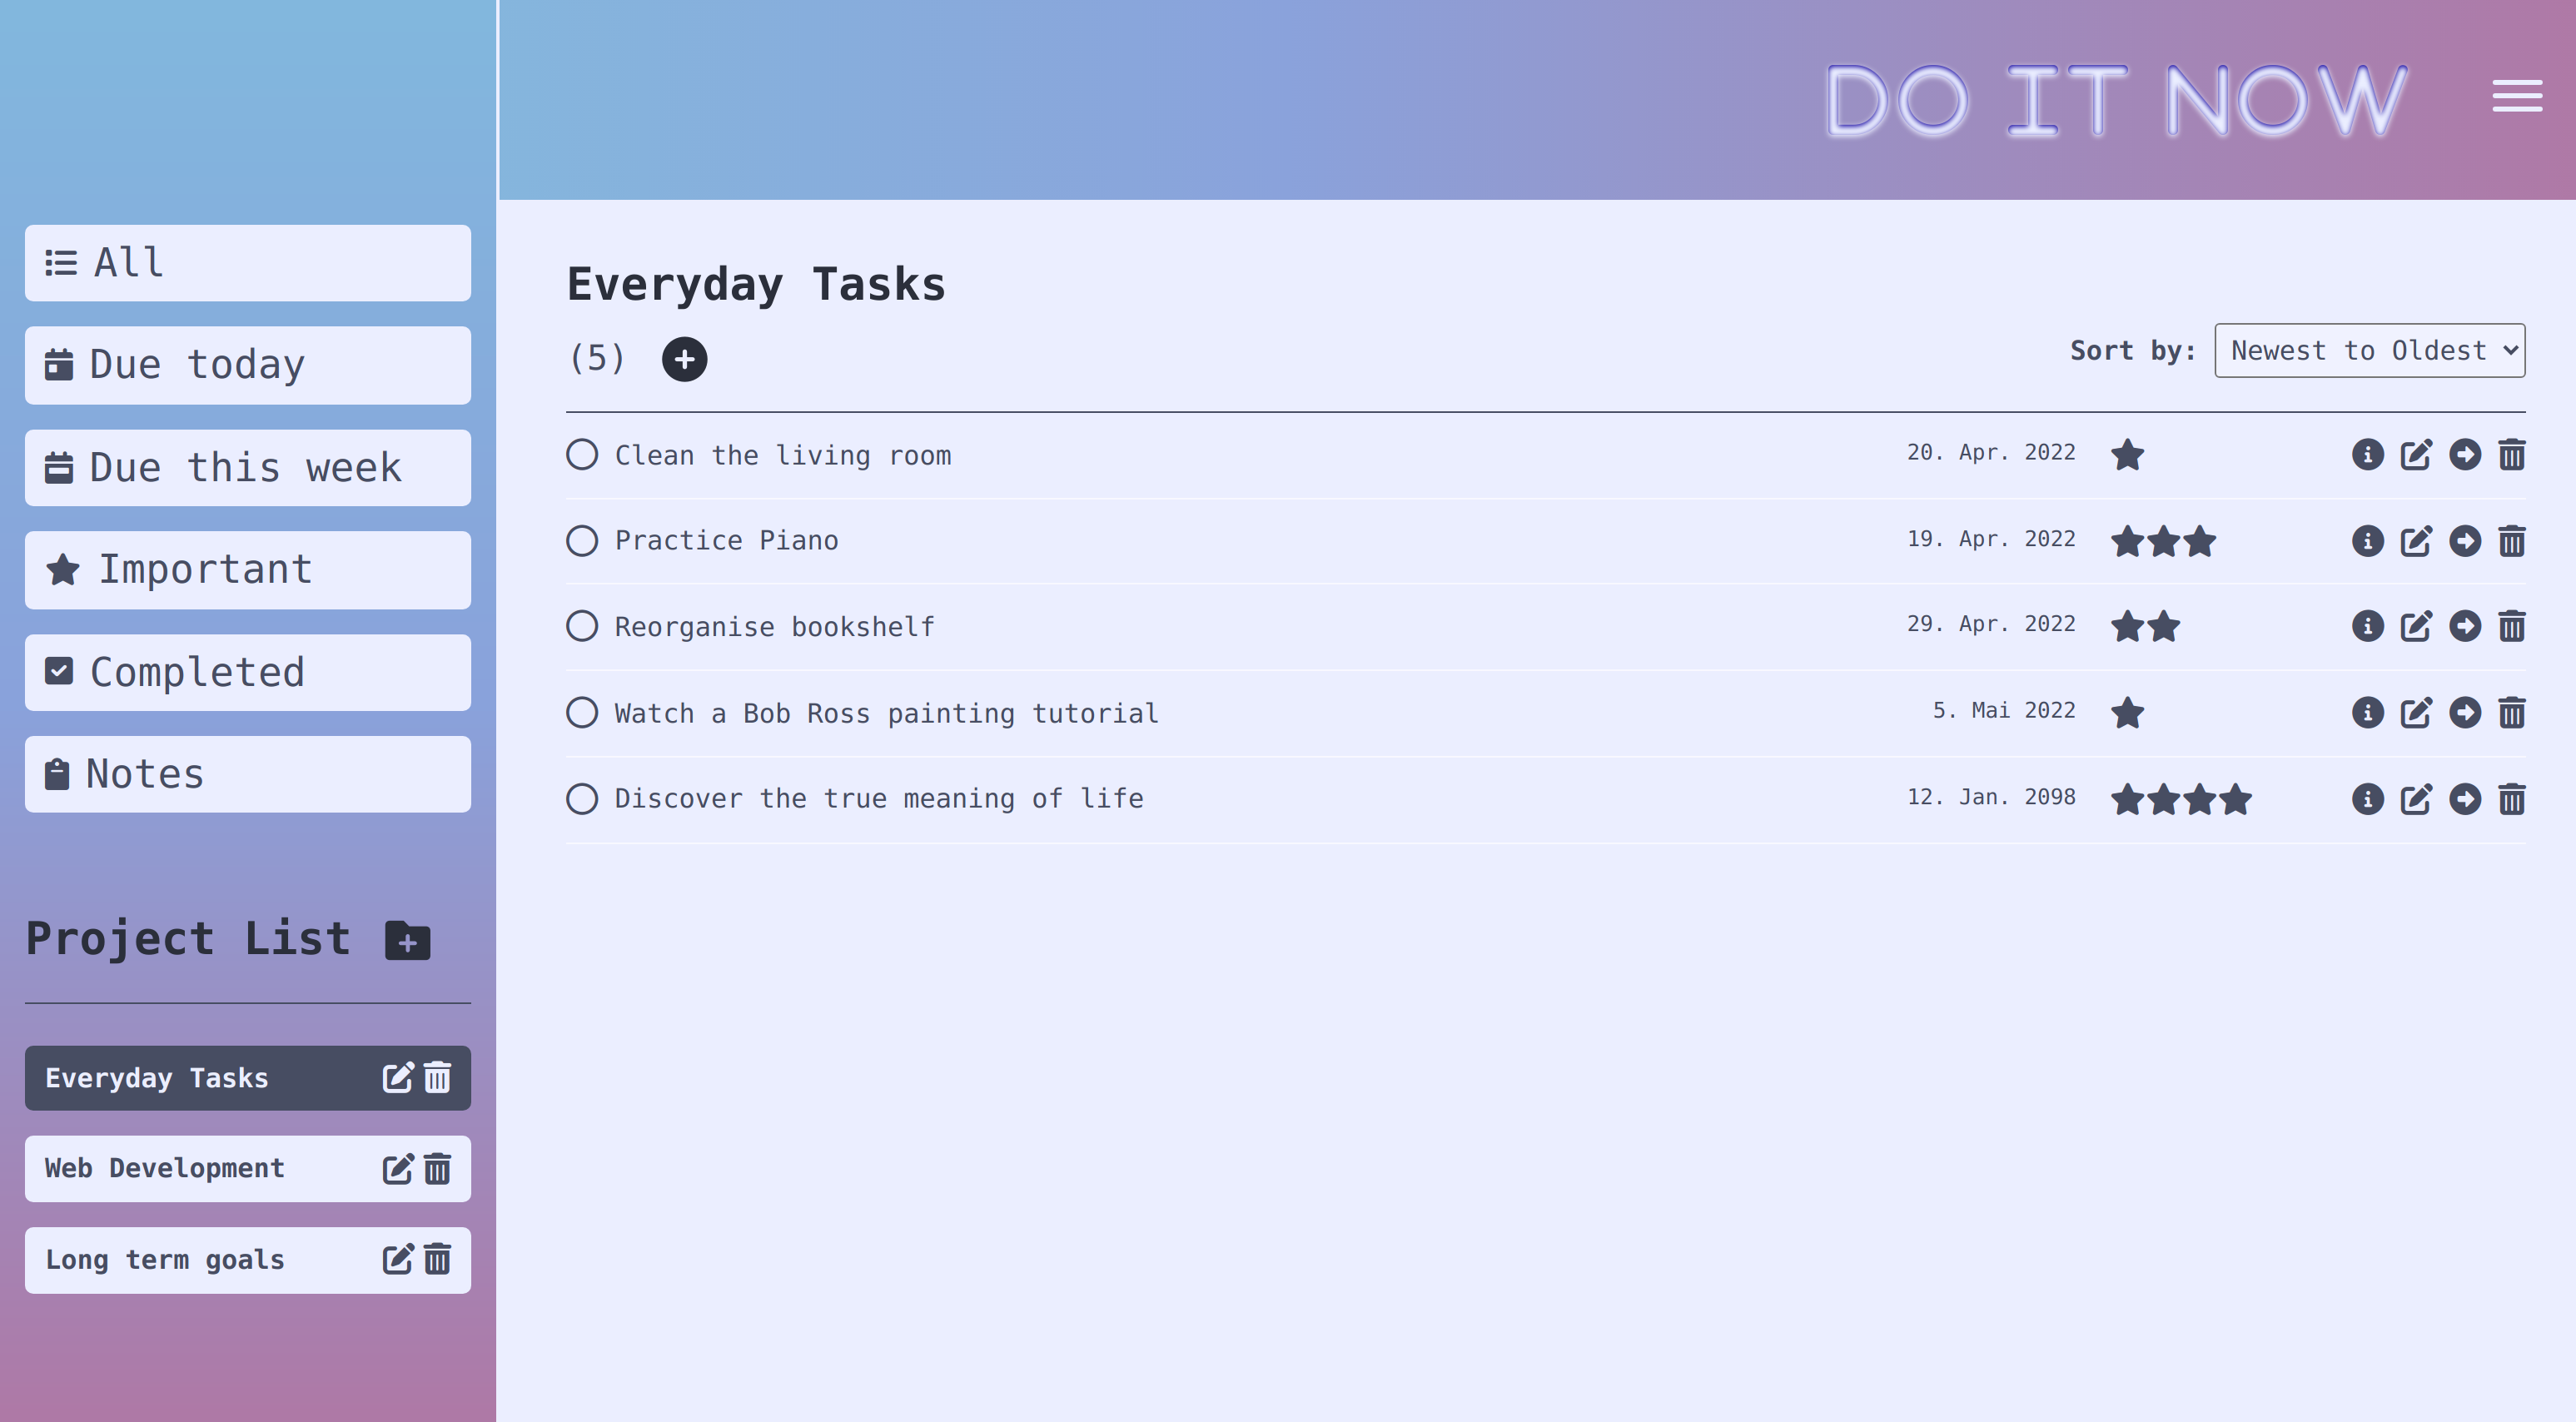 DO IT NOW
All
Due today
Due this week
Important
Completed
Notes
Project List
Everyday Tasks
Web Development
Long term goals
Everyday Tasks
(5)
Sort by: Newest to Oldest
Clean the living room 20. Apr. 2022
Practice Piano 19. Apr. 2022
Reorganise bookshelf 29. Apr. 2022
Watch a Bob Ross painting tutorial 5. Mai 2022
Discover the true meaning of life 12. Jan. 2098